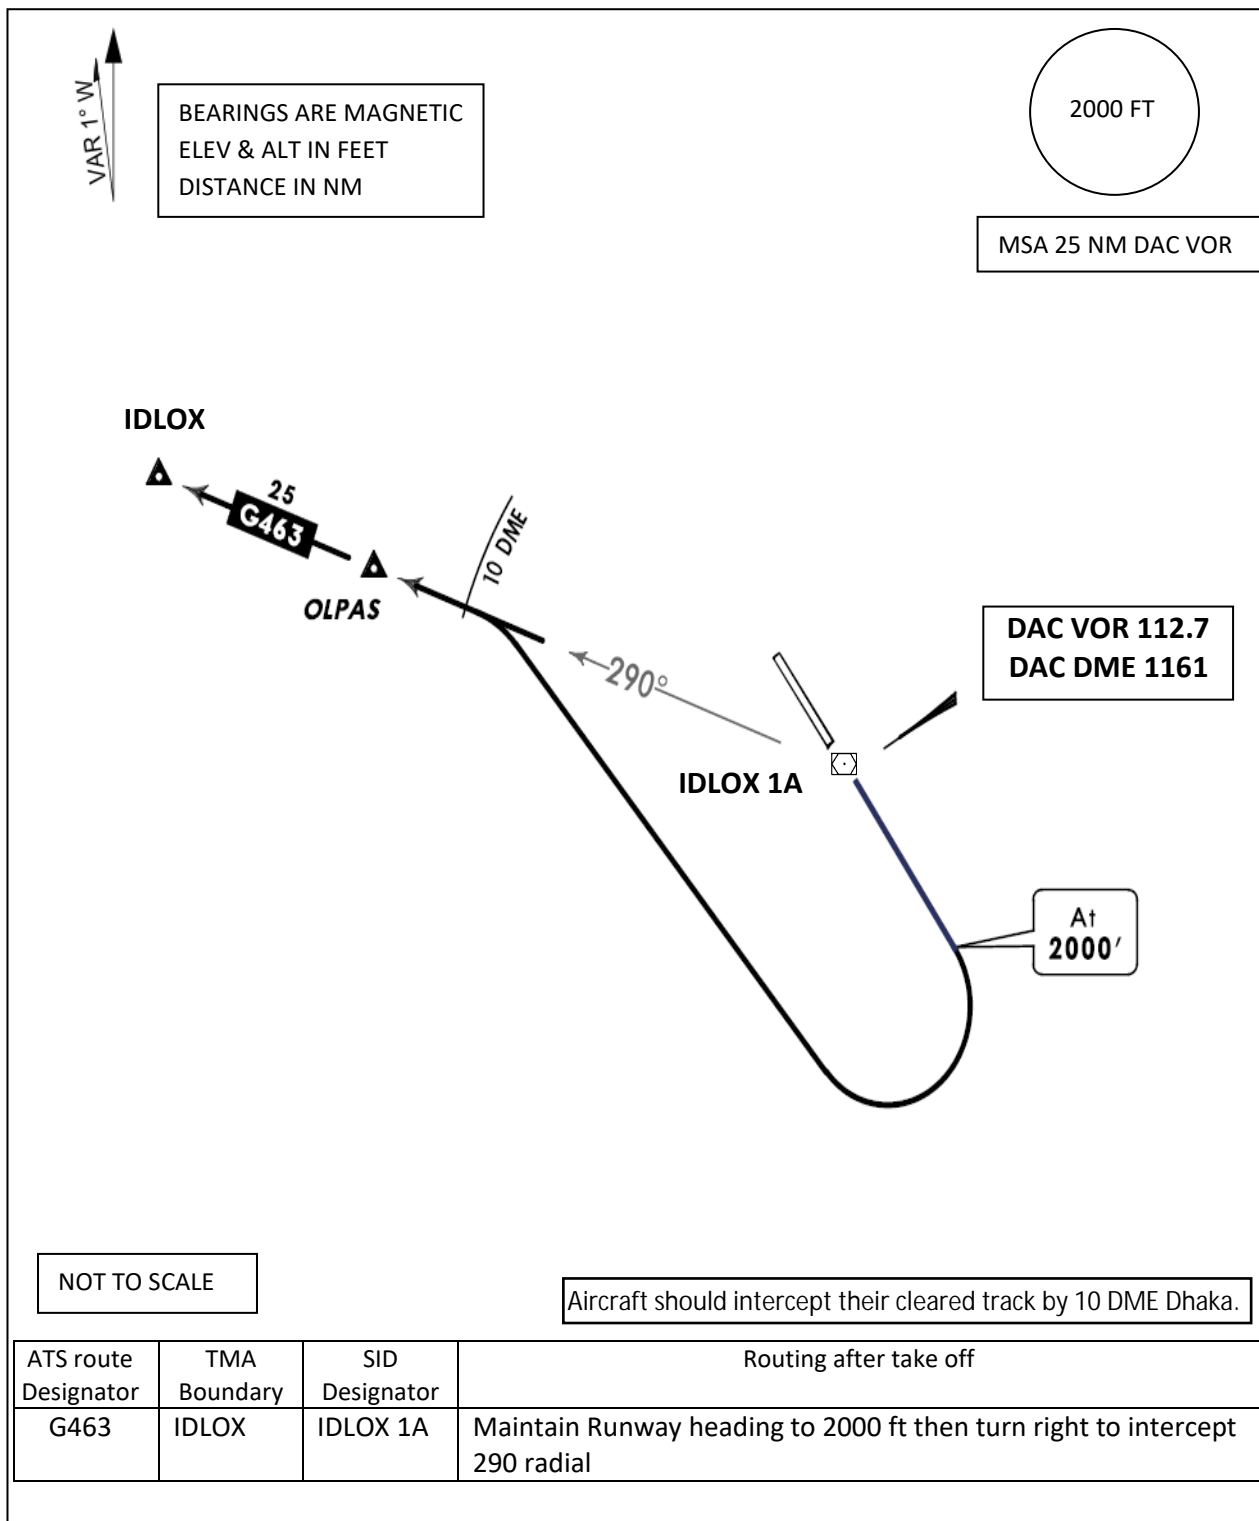 VAR 1° W
BEARINGS ARE MAGNETIC
ELEV & ALT IN FEET
DISTANCE IN NM
2000 FT
MSA 25 NM DAC VOR
IDLOX
25
G463
OLPAS
10 DME
290°
DAC VOR 112.7
DAC DME 1161
IDLOX 1A
At
2000′
NOT TO SCALE
Aircraft should intercept their cleared track by 10 DME Dhaka.
ATS route
Designator
TMA
Boundary
SID
Designator
Routing after take off
G463
IDLOX
IDLOX 1A
Maintain Runway heading to 2000 ft then turn right to intercept
290 radial